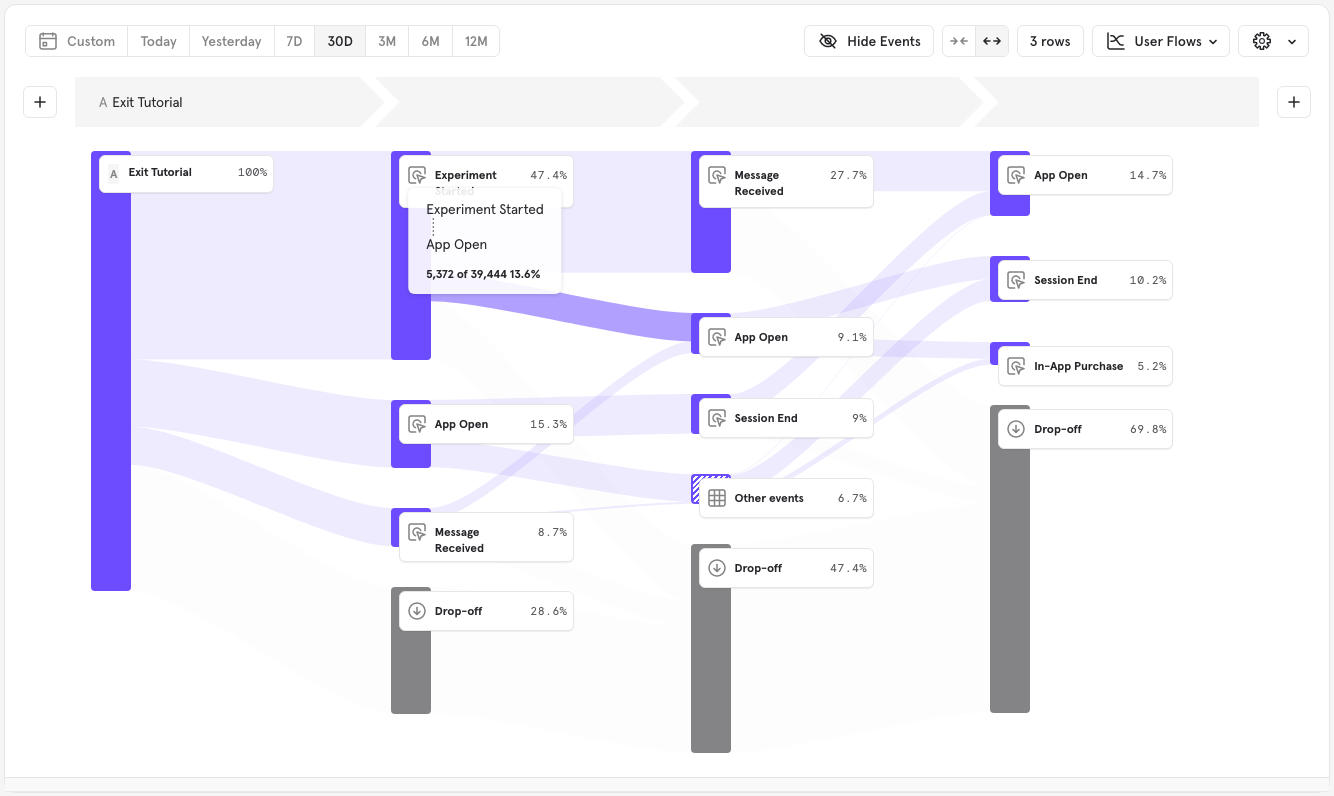 Custom Today Yesterday 7D 30D 3M 6M 12M Hide Events 3 rows User Flows
A Exit Tutorial
A Exit Tutorial 100%
Experiment Started 47.4%
Experiment Started
App Open
5,372 of 39,444 13.6%
App Open 15.3%
Message
Received 8.7%
Drop-off 28.6%
Message
Received 27.7%
App Open 9.1%
Session End 9%
Other events 6.7%
Drop-off 47.4%
App Open 14.7%
Session End 10.2%
In-App Purchase 5.2%
Drop-off 69.8%